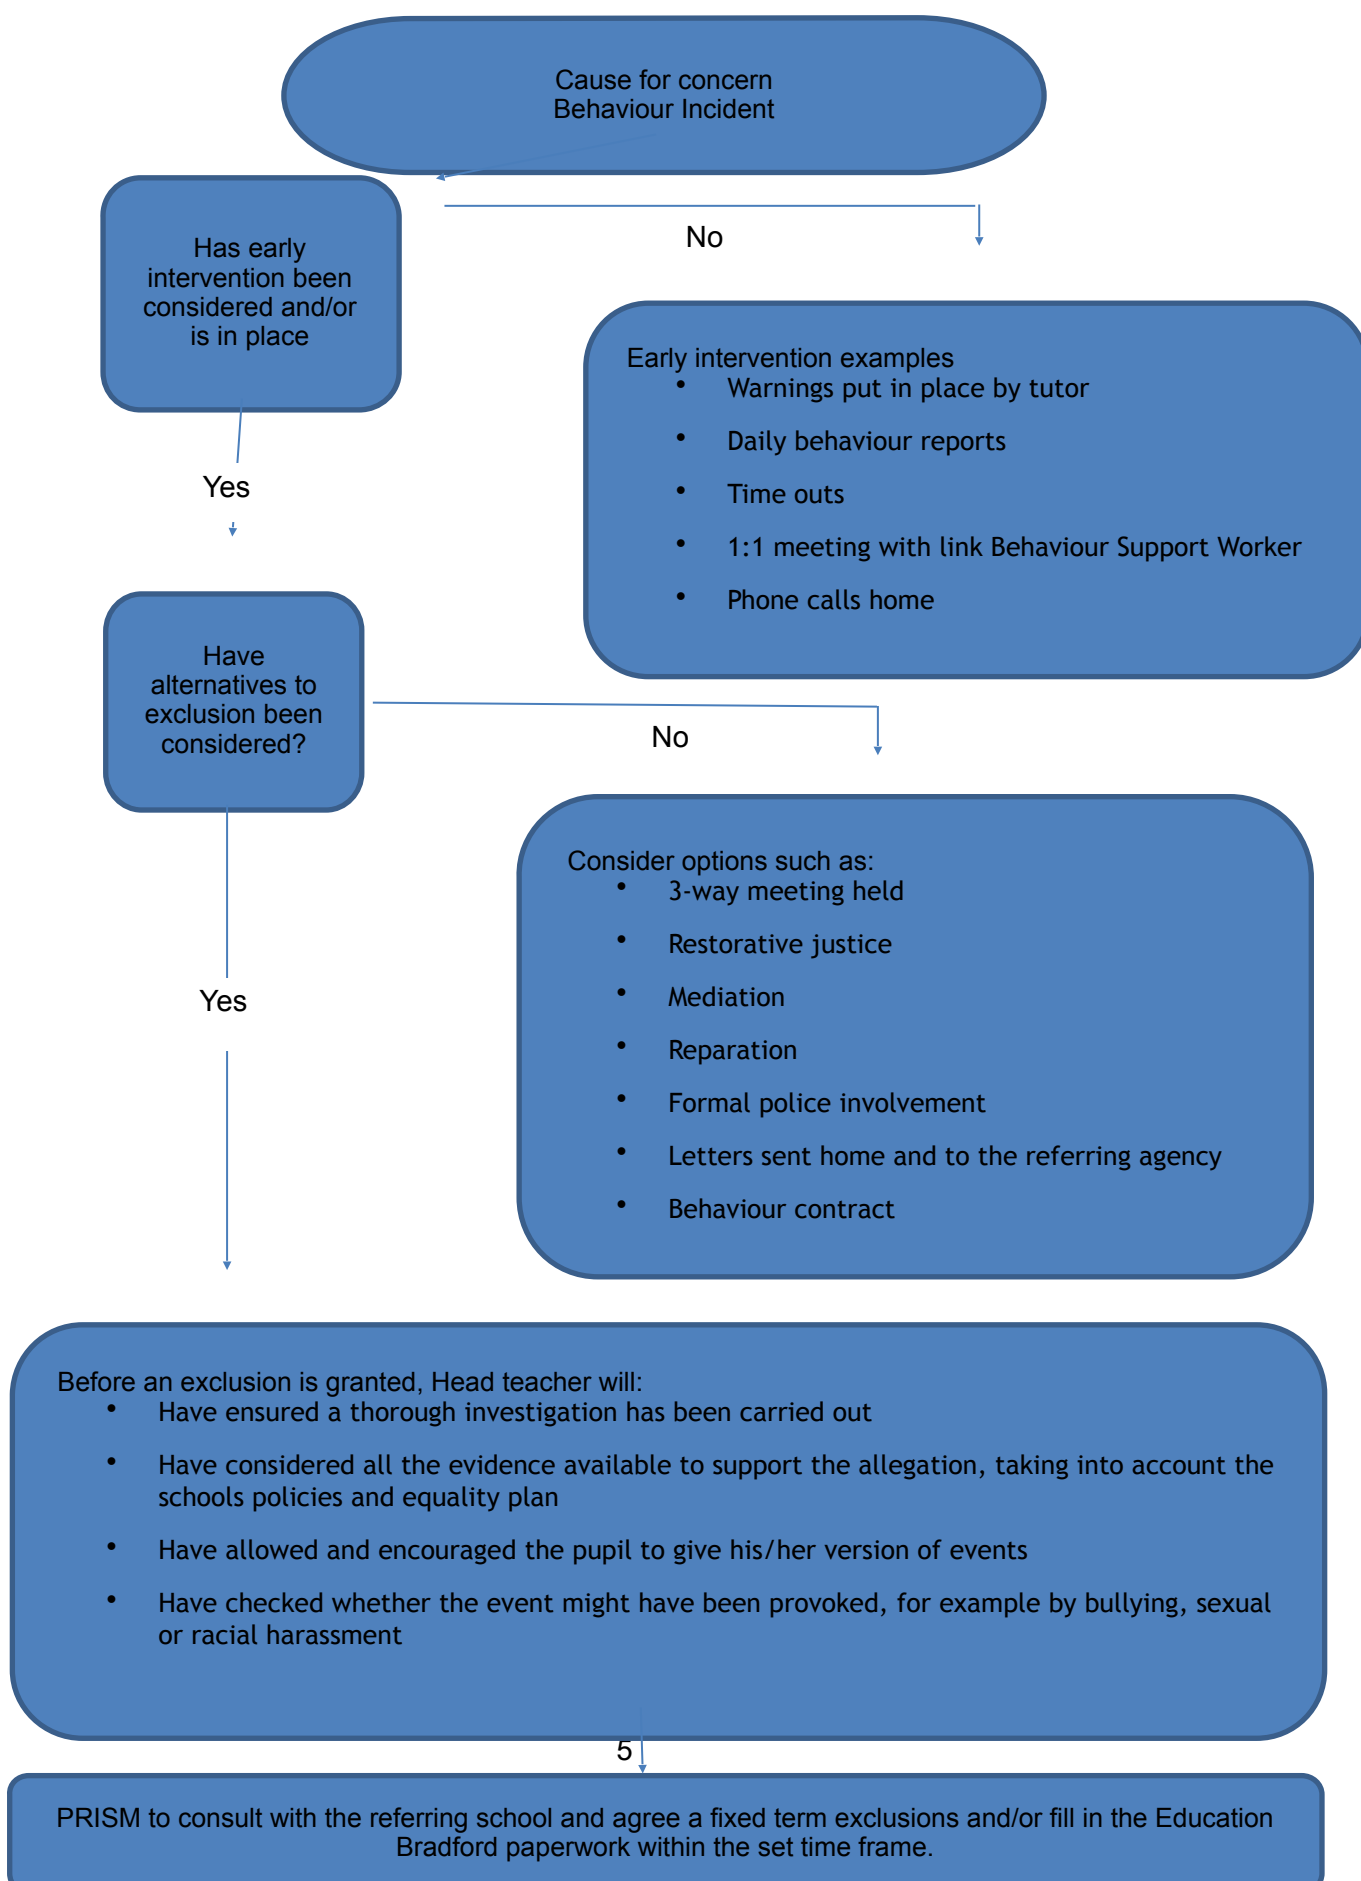 Cause for concern
Behaviour Incident
No
Has early
intervention been
considered and/or
is in place
Early intervention examples
• Warnings put in place by tutor
• Daily behaviour reports
• Time outs
• 1:1 meeting with link Behaviour Support Worker
• Phone calls home
Yes
Have
alternatives to
exclusion been
considered?
No
Consider options such as:
• 3-way meeting held
• Restorative justice
• Mediation
• Reparation
• Formal police involvement
• Letters sent home and to the referring agency
• Behaviour contract
Yes
Before an exclusion is granted, Head teacher will:
• Have ensured a thorough investigation has been carried out
• Have considered all the evidence available to support the allegation, taking into account the
schools policies and equality plan
• Have allowed and encouraged the pupil to give his/her version of events
• Have checked whether the event might have been provoked, for example by bullying, sexual
or racial harassment
5
PRISM to consult with the referring school and agree a fixed term exclusions and/or fill in the Education
Bradford paperwork within the set time frame.